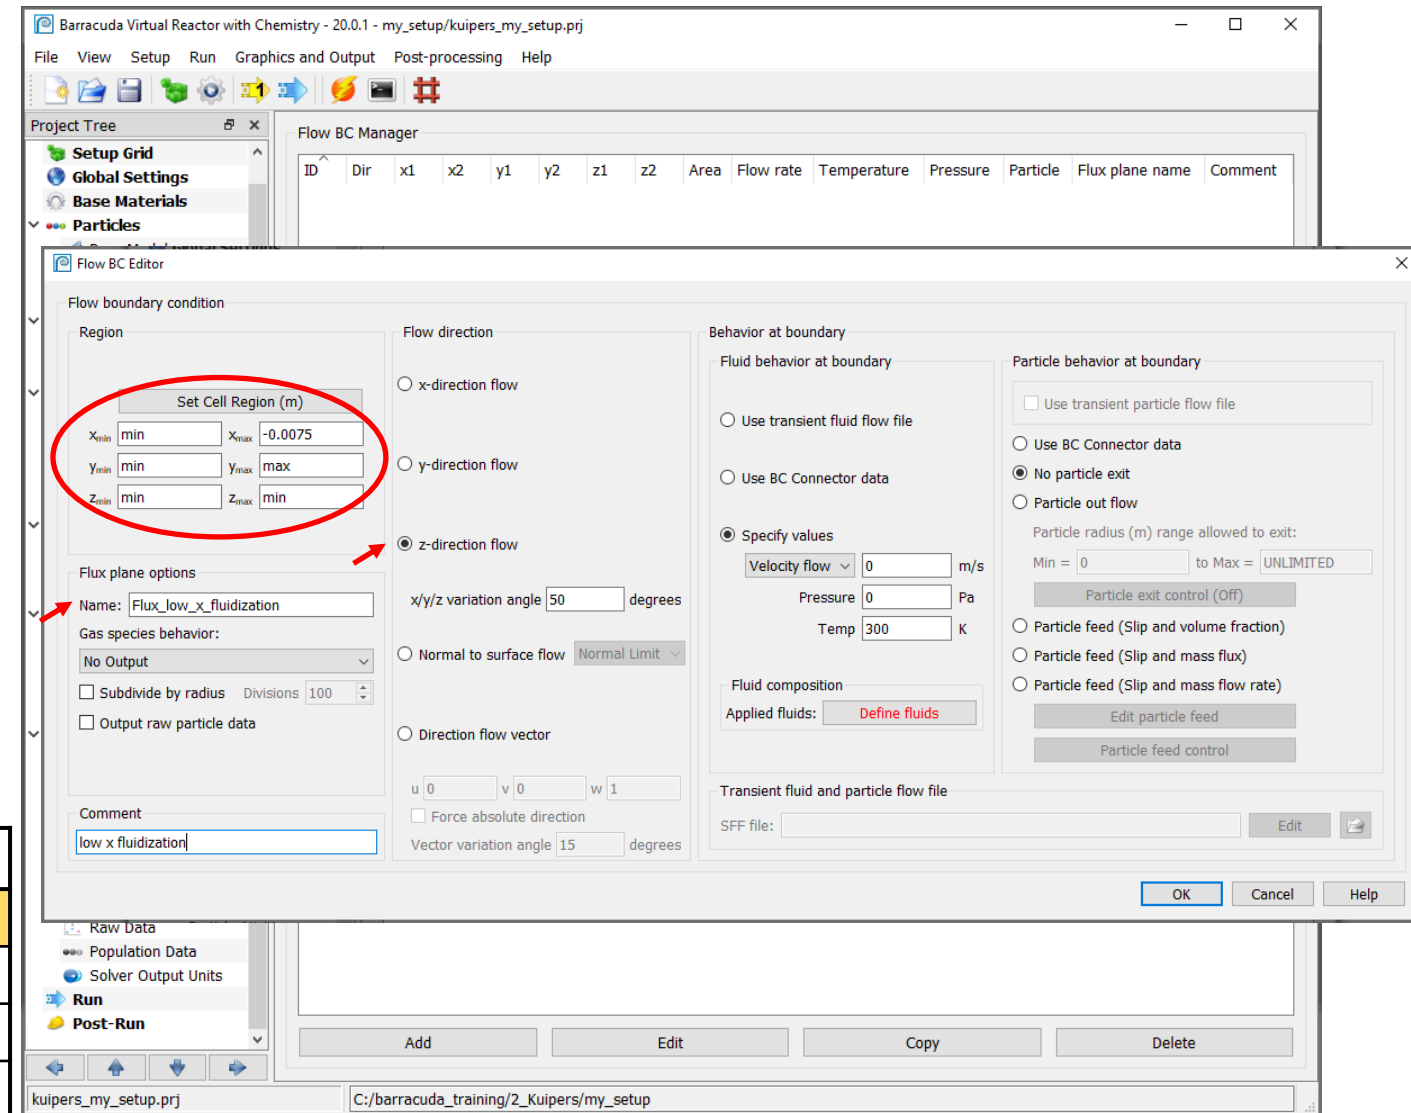 Barracuda Virtual Reactor with Chemistry - 20.0.1 - my_setup/kuipers_my_setup.prj
File View Setup Run Graphics and Output Post-processing Help
Project Tree
Setup Grid
Global Settings
Base Materials
Particles
Flow BC Manager
ID Dir x1 x2 y1 y2 z1 z2 Area Flow rate Temperature Pressure Particle Flux plane name Comment
Flow BC Editor
Flow boundary condition
Region
Set Cell Region (m)
xmin min xmax -0.0075
ymin min ymax max
zmin min zmax min
Flux plane options
Name: Flux_low_x_fluidization
Gas species behavior:
No Output
Subdivide by radius Divisions 100
Output raw particle data
Comment
low x fluidization
Flow direction
x-direction flow
y-direction flow
z-direction flow
x/y/z variation angle 50 degrees
Normal to surface flow Normal Limit
Direction flow vector
u 0 v 0 w 1
Force absolute direction
Vector variation angle 15 degrees
Behavior at boundary
Fluid behavior at boundary
Use transient fluid flow file
Use BC Connector data
Specify values
Velocity flow 0 m/s
Pressure 0 Pa
Temp 300 K
Fluid composition
Applied fluids: Define fluids
Particle behavior at boundary
Use transient particle flow file
Use BC Connector data
No particle exit
Particle out flow
Particle radius (m) range allowed to exit:
Min = 0 to Max = UNLIMITED
Particle exit control (Off)
Particle feed (Slip and volume fraction)
Particle feed (Slip and mass flux)
Particle feed (Slip and mass flow rate)
Edit particle feed
Particle feed control
Transient fluid and particle flow file
SFF file: Edit
OK Cancel Help
Raw Data
Population Data
Solver Output Units
Run
Post-Run
Add Edit Copy Delete
kuipers_my_setup.prj C:/barracuda_training/2_Kuipers/my_setup